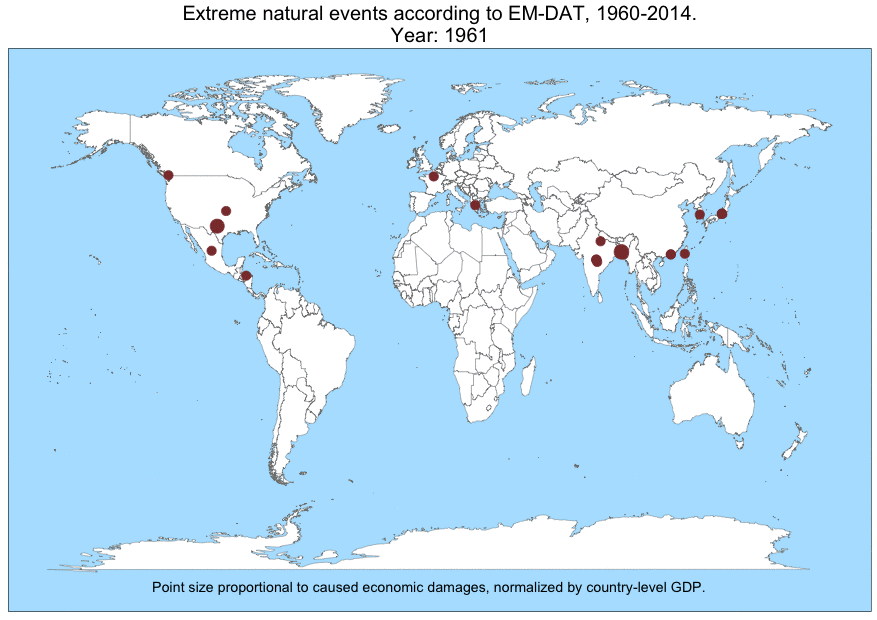 Extreme natural events according to EM-DAT, 1960-2014.
Year: 1961
Point size proportional to caused economic damages, normalized by country-level GDP.